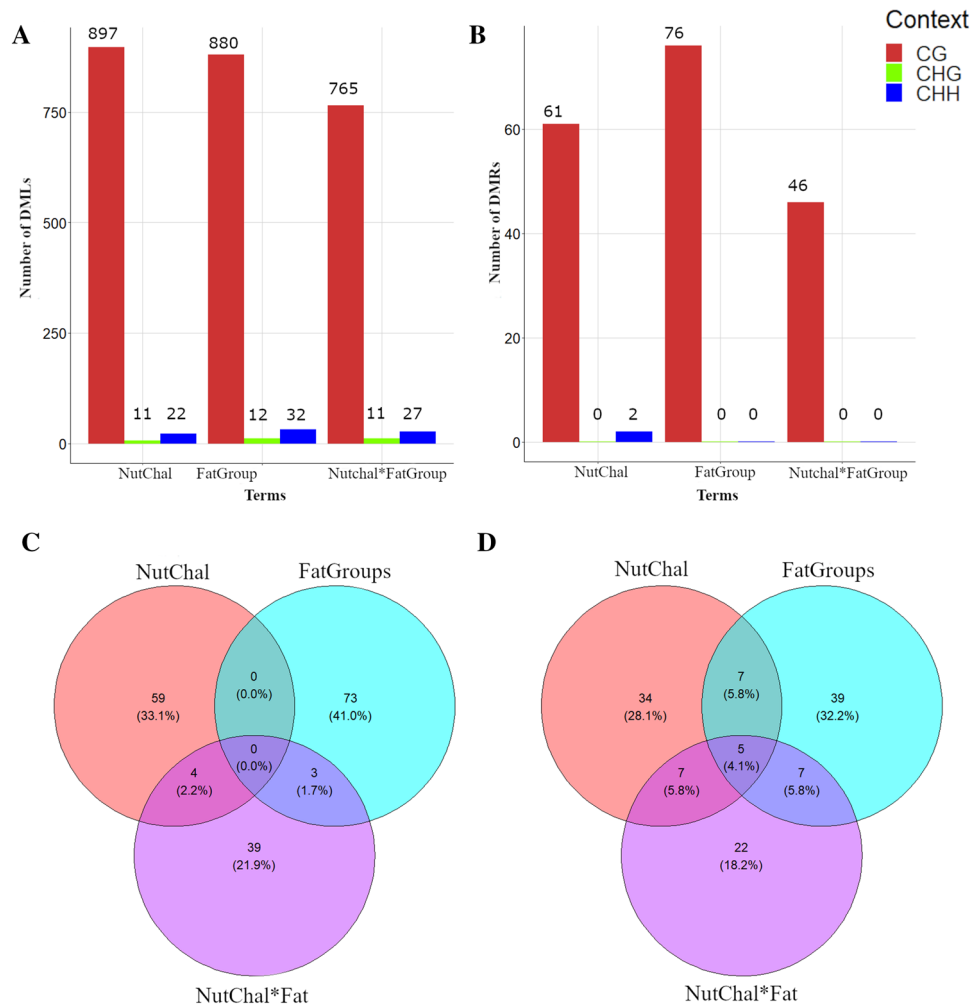 A
897
880
765
750
500
250
0
11
22
12
32
11
27
Number of DMLs
NutChal
FatGroup
Nutchal*FatGroup
Terms
B
76
61
46
60
40
20
0
0
2
0
0
0
0
Number of DMRs
NutChal
FatGroup
Nutchal*FatGroup
Terms
Context
CG
CHG
CHH
C
NutChal
FatGroups
0
(0.0%)
59
(33.1%)
73
(41.0%)
0
(0.0%)
4
(2.2%)
3
(1.7%)
39
(21.9%)
NutChal*Fat
D
NutChal
FatGroups
7
(5.8%)
34
(28.1%)
39
(32.2%)
5
(4.1%)
7
(5.8%)
7
(5.8%)
22
(18.2%)
NutChal*Fat